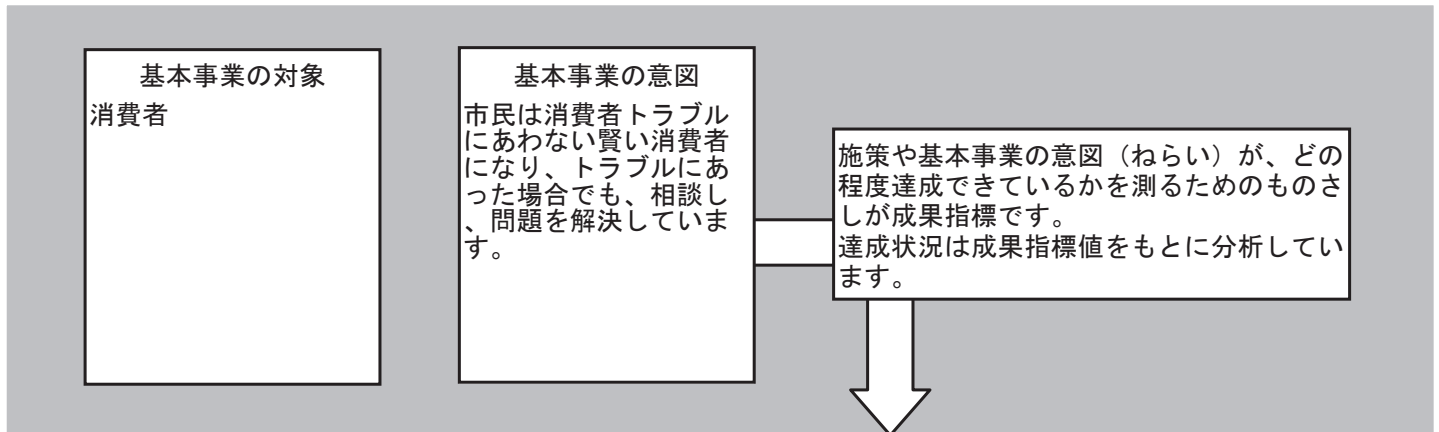 基本事業の対象
消費者
基本事業の意図
市民は消費者トラブル
にあわない賢い消費者
になり、トラブルにあ
った場合でも、相談し
、問題を解決していま
す。
施策や基本事業の意図（ねらい）が、どの
程度達成できているかを測るためのものさ
しが成果指標です。
達成状況は成果指標値をもとに分析してい
ます。